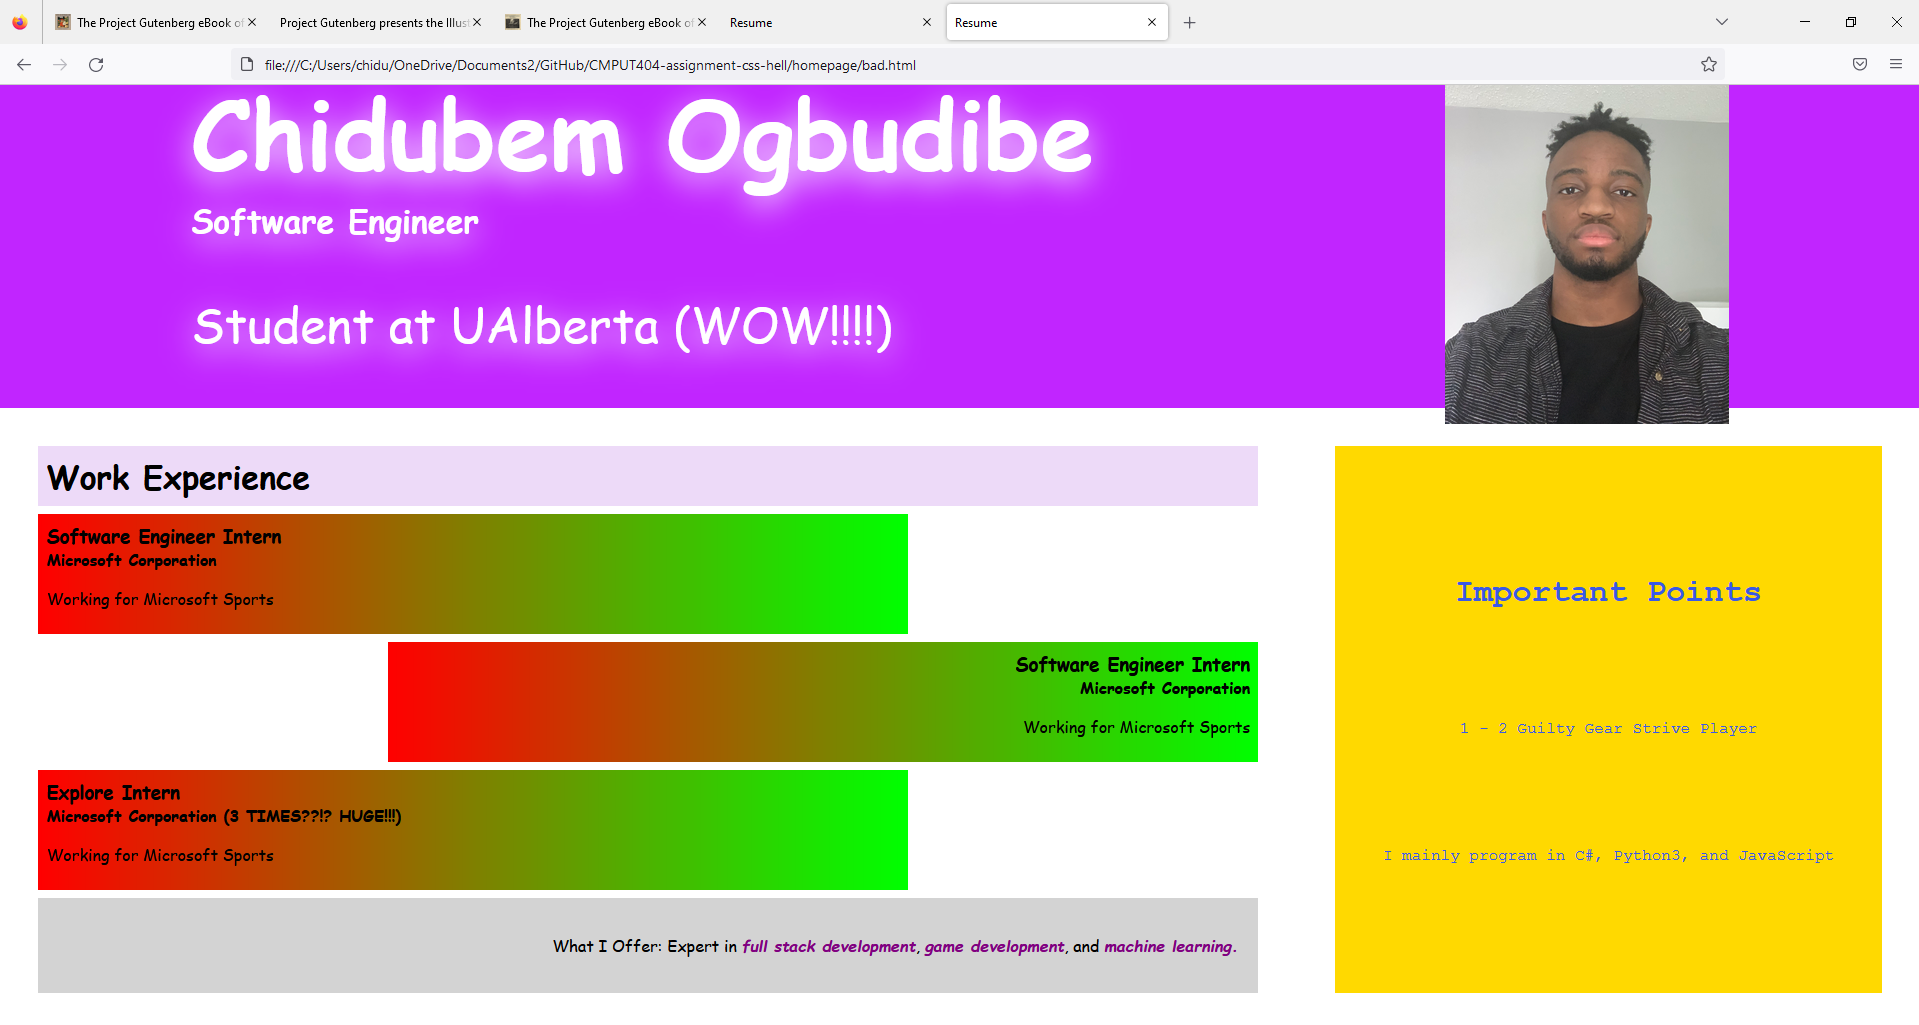 The Project Gutenberg eBook of
Project Gutenberg presents the Illust
The Project Gutenberg eBook of
Resume
Resume
file:///C:/Users/chidu/OneDrive/Documents2/GitHub/CMPUT404-assignment-css-hell/homepage/bad.html
Chidubem Ogbudibe
Software Engineer
Student at UAlberta (WOW!!!!)
Work Experience
Software Engineer Intern
Microsoft Corporation
Working for Microsoft Sports
Software Engineer Intern
Microsoft Corporation
Working for Microsoft Sports
Explore Intern
Microsoft Corporation (3 TIMES??!? HUGE!!!)
Working for Microsoft Sports
What I Offer: Expert in full stack development, game development, and machine learning.
Important Points
1 - 2 Guilty Gear Strive Player
I mainly program in C#, Python3, and JavaScript